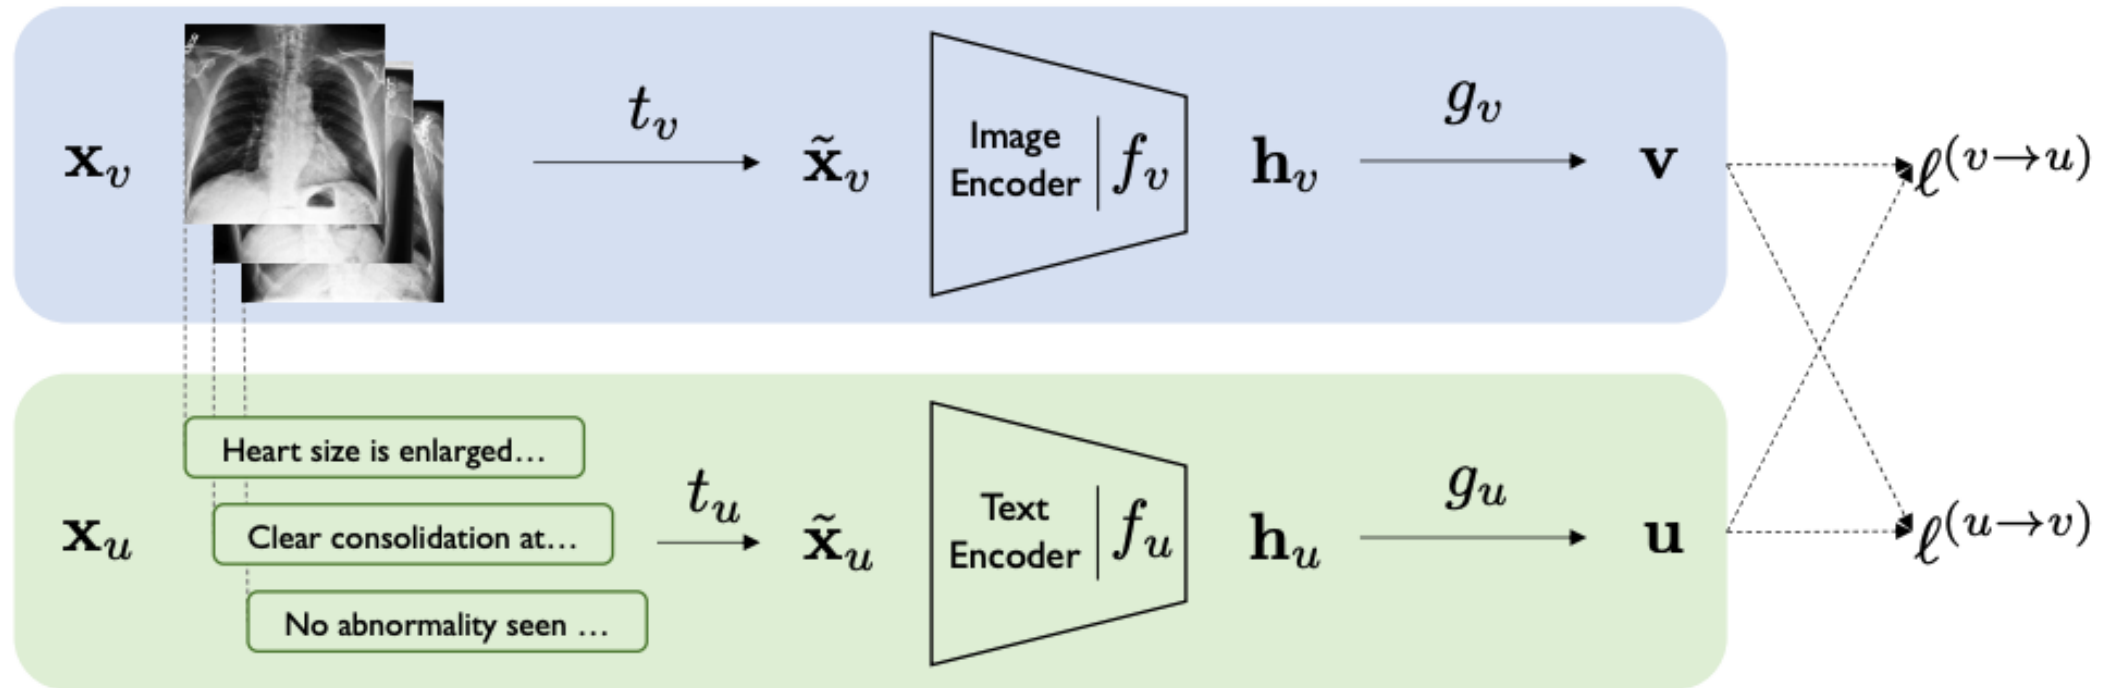 x_v
t_v
x̃_v
Image
Encoder | f_v
h_v
g_v
v
ℓ^(v→u)
Heart size is enlarged…
Clear consolidation at…
No abnormality seen …
x_u
t_u
x̃_u
Text
Encoder | f_u
h_u
g_u
u
ℓ^(u→v)